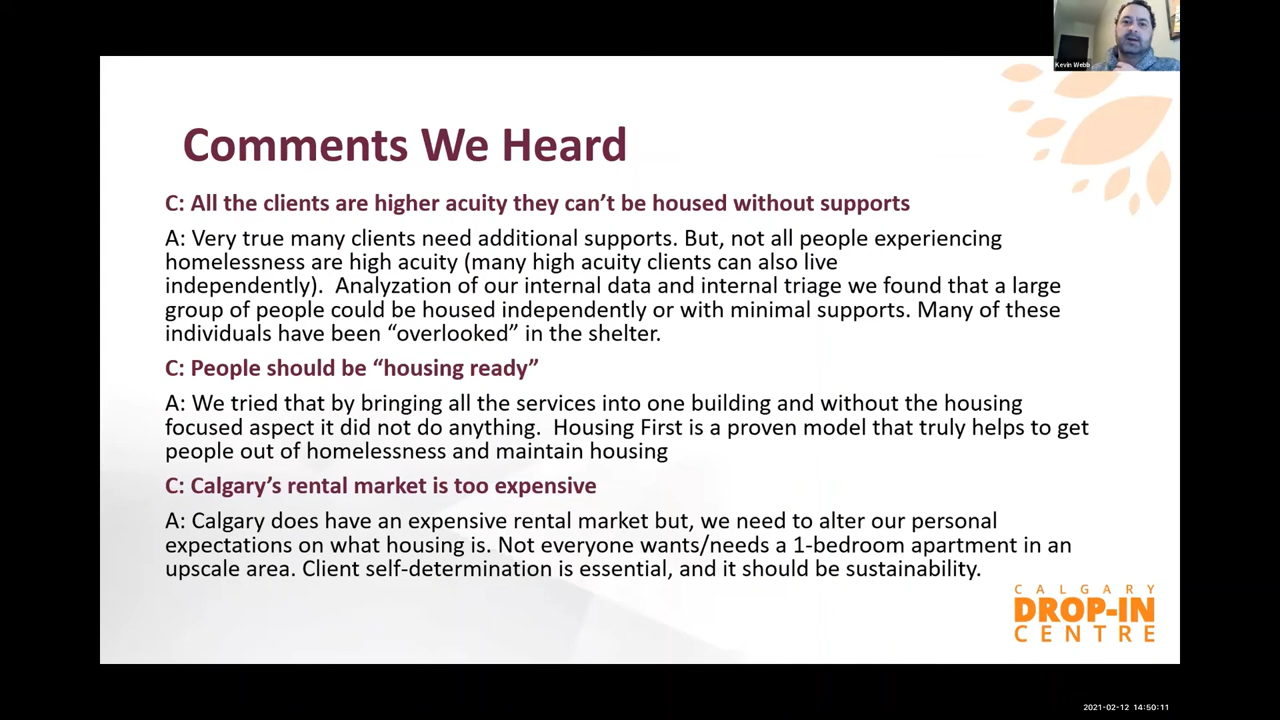 Kevin Webb
Comments We Heard
C: All the clients are higher acuity they can’t be housed without supports
A: Very true many clients need additional supports. But, not all people experiencing
homelessness are high acuity (many high acuity clients can also live
independently).  Analyzation of our internal data and internal triage we found that a large
group of people could be housed independently or with minimal supports. Many of these
individuals have been “overlooked” in the shelter.
C: People should be “housing ready”
A: We tried that by bringing all the services into one building and without the housing
focused aspect it did not do anything.  Housing First is a proven model that truly helps to get
people out of homelessness and maintain housing
C: Calgary’s rental market is too expensive
A: Calgary does have an expensive rental market but, we need to alter our personal
expectations on what housing is. Not everyone wants/needs a 1-bedroom apartment in an
upscale area. Client self-determination is essential, and it should be sustainability.
CALGARY
DROP-IN
CENTRE
2021-02-12 14:50:11